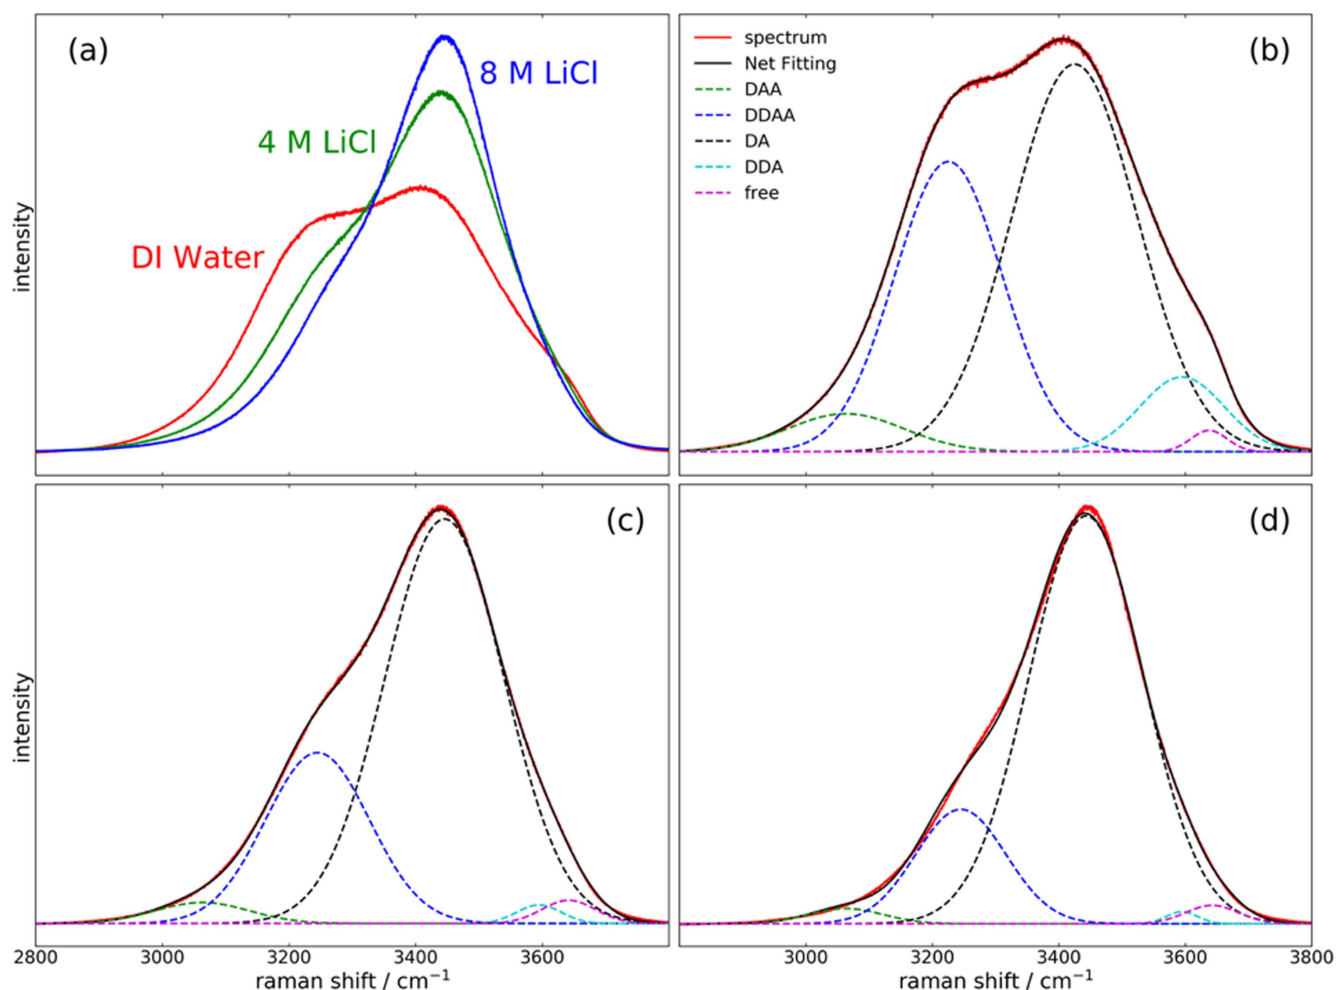 (a)
8 M LiCl
4 M LiCl
DI Water
intensity
(b)
spectrum
Net Fitting
DAA
DDAA
DA
DDA
free
(c)
intensity
2800 3000 3200 3400 3600
raman shift / cm⁻¹
(d)
3000 3200 3400 3600 3800
raman shift / cm⁻¹